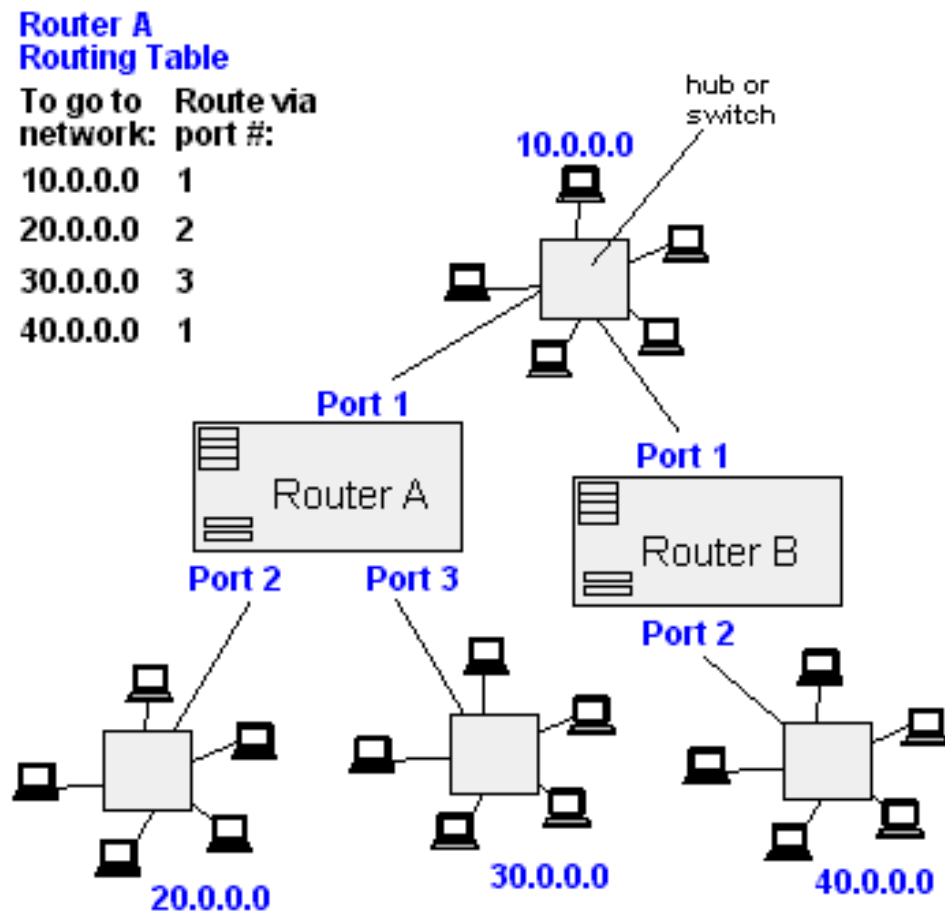 Router A
Routing Table
To go to Route via
network: port #:
10.0.0.0 1
20.0.0.0 2
30.0.0.0 3
40.0.0.0 1
hub or
switch
10.0.0.0
Port 1
Router A
Port 2 Port 3
Port 1
Router B
Port 2
20.0.0.0
30.0.0.0
40.0.0.0